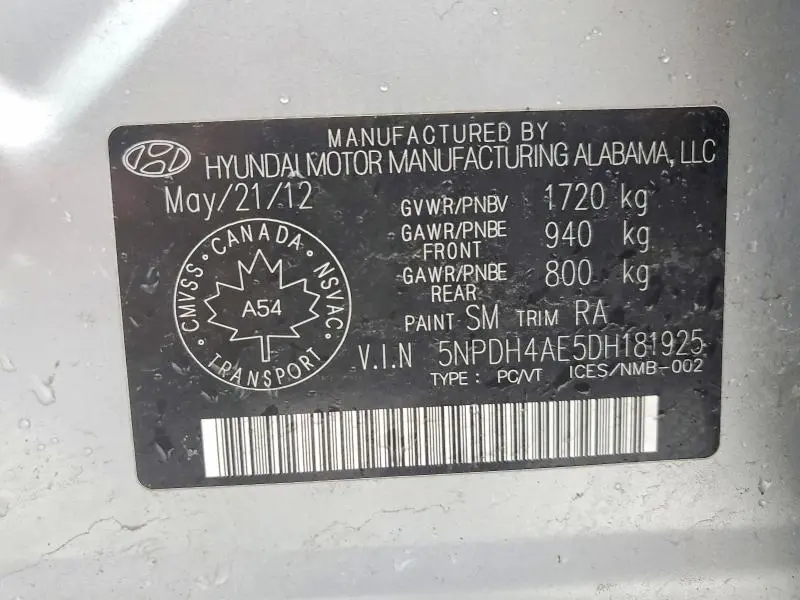 MANUFACTURED BY
HYUNDAI MOTOR MANUFACTURING ALABAMA, LLC
May/21/12
GVWR/PNBV 1720 kg
GAWR/PNBE FRONT 940 kg
GAWR/PNBE REAR 800 kg
CMVSS · CANADA · NSVAC · TRANSPORT ·
A54
PAINT SM TRIM RA
V.I.N 5NPDH4AE5DH181925
TYPE : PC/VT ICES/NMB-002